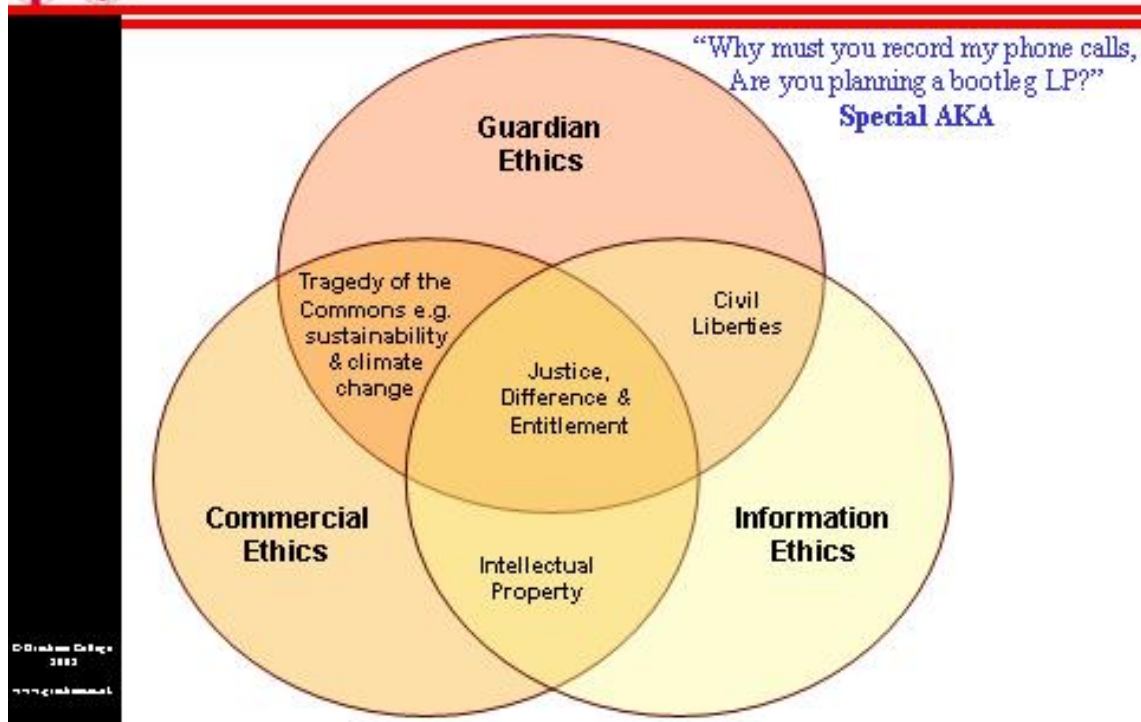 “Why must you record my phone calls,
Are you planning a bootleg LP?”
Special AKA
Guardian
Ethics
Tragedy of the
Commons e.g.
sustainability
& climate
change
Civil
Liberties
Justice,
Difference &
Entitlement
Commercial
Ethics
Information
Ethics
Intellectual
Property
College